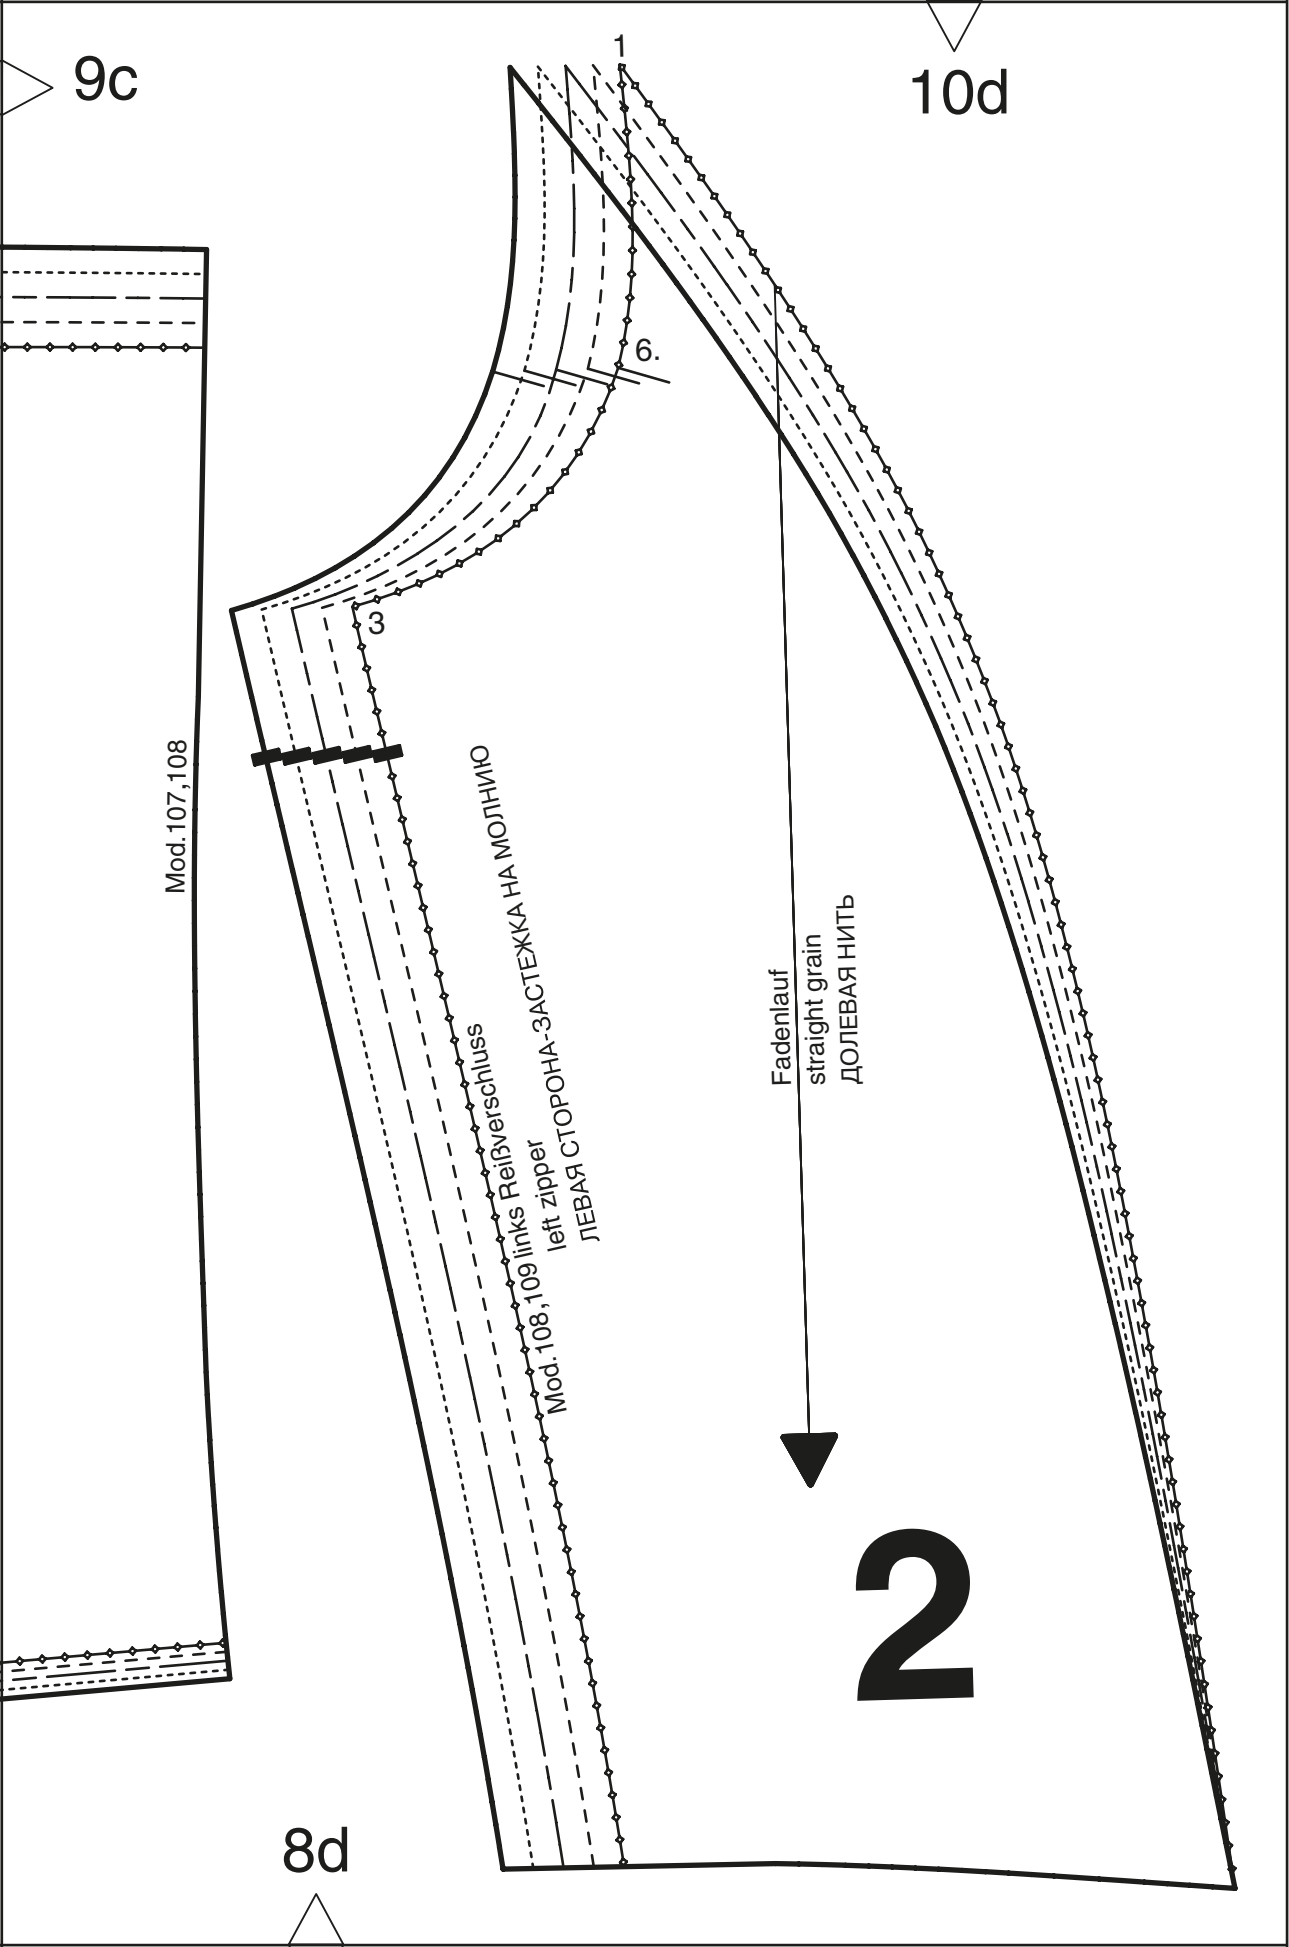 9c
1
10d
6.
3
Mod.107,108
Mod.108,109 links Reißverschluss
left zipper
ЛЕВАЯ СТОРОНА-ЗАСТЕЖКА НА МОЛНИЮ
Fadenlauf
straight grain
ДОЛЕВАЯ НИТЬ
2
8d